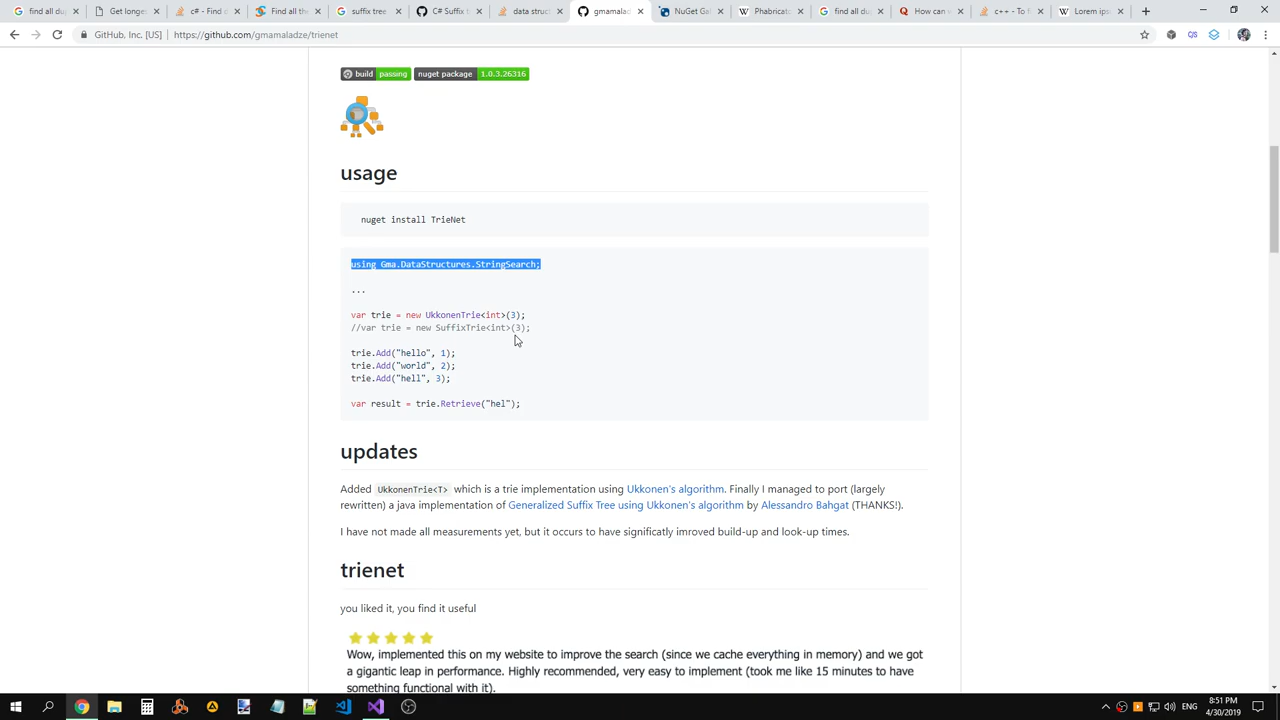 find all du
Get longes
c# - Find d
Find all the
suffix tree
C# Suffix t
data struct
gmamalad
NuGet Gal
Phabricato
find all du
How can w
c++ - To f
Lorem ips
GitHub, Inc. [US] | https://github.com/gmamaladze/trienet
build passing nuget package 1.0.3.26316
usage
nuget install TrieNet
using Gma.DataStructures.StringSearch;
...
var trie = new UkkonenTrie<int>(3);
//var trie = new SuffixTrie<int>(3);
trie.Add("hello", 1);
trie.Add("world", 2);
trie.Add("hell", 3);
var result = trie.Retrieve("hel");
updates
Added UkkonenTrie<T> which is a trie implementation using Ukkonen's algorithm. Finally I managed to port (largely
rewritten) a java implementation of Generalized Suffix Tree using Ukkonen's algorithm by Alessandro Bahgat (THANKS!).
I have not made all measurements yet, but it occurs to have significatly imroved build-up and look-up times.
trienet
you liked it, you find it useful
Wow, implemented this on my website to improve the search (since we cache everything in memory) and we got
a gigantic leap in performance. Highly recommended, very easy to implement (took me like 15 minutes to have
something functional with it).
ENG
8:51 PM
4/30/2019